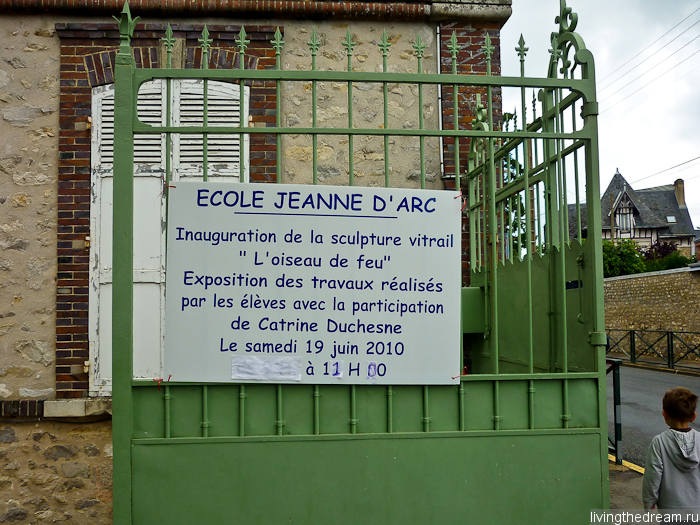 ECOLE JEANNE D'ARC
Inauguration de la sculpture vitrail
" L'oiseau de feu"
Exposition des travaux réalisés
par les élèves avec la participation
de Catrine Duchesne
Le samedi 19 juin 2010
à 11 H 00
livingthedream.ru